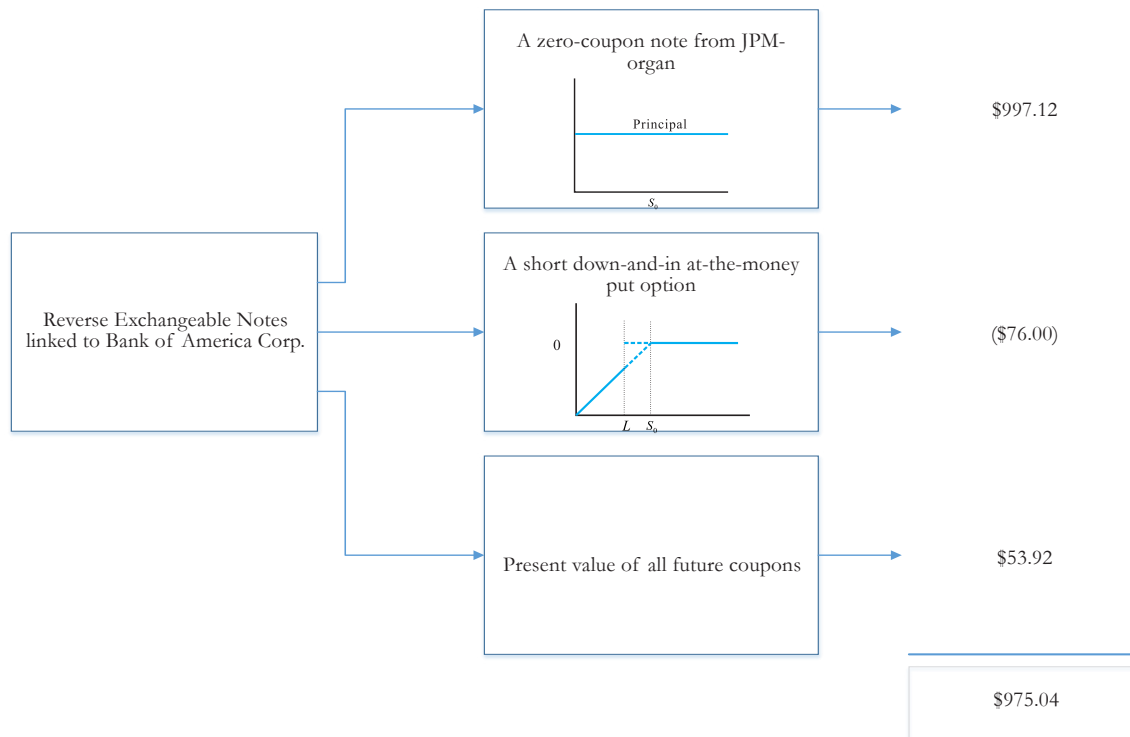 A zero-coupon note from JPM-
organ
Principal
S₀
$997.12
Reverse Exchangeable Notes
linked to Bank of America Corp.
A short down-and-in at-the-money
put option
0
L S₀
($76.00)
Present value of all future coupons
$53.92
$975.04